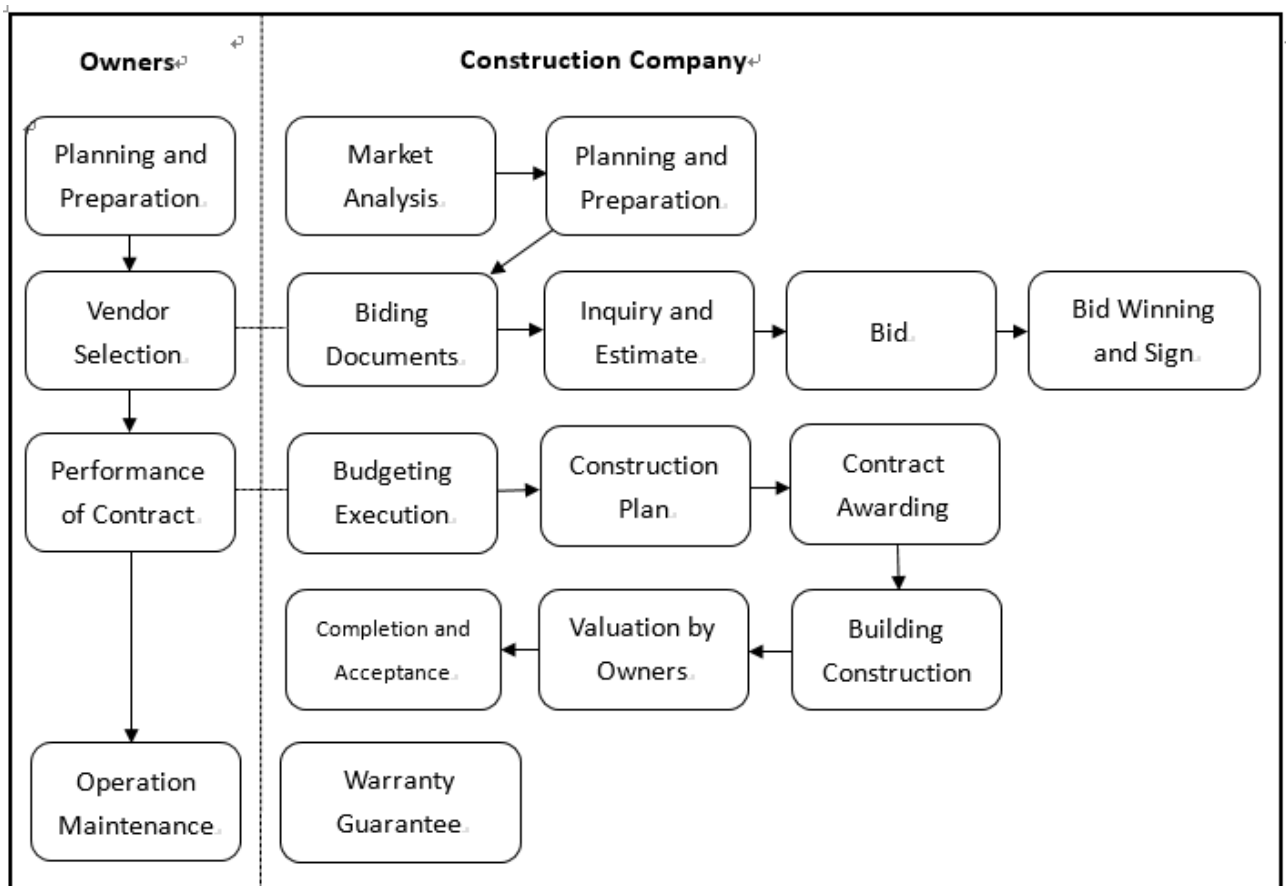 Owners
Construction Company
Planning and
Preparation
Market
Analysis
Planning and
Preparation
Vendor
Selection
Biding
Documents
Inquiry and
Estimate
Bid
Bid Winning
and Sign
Performance
of Contract
Budgeting
Execution
Construction
Plan
Contract
Awarding
Completion and
Acceptance
Valuation by
Owners
Building
Construction
Operation
Maintenance
Warranty
Guarantee